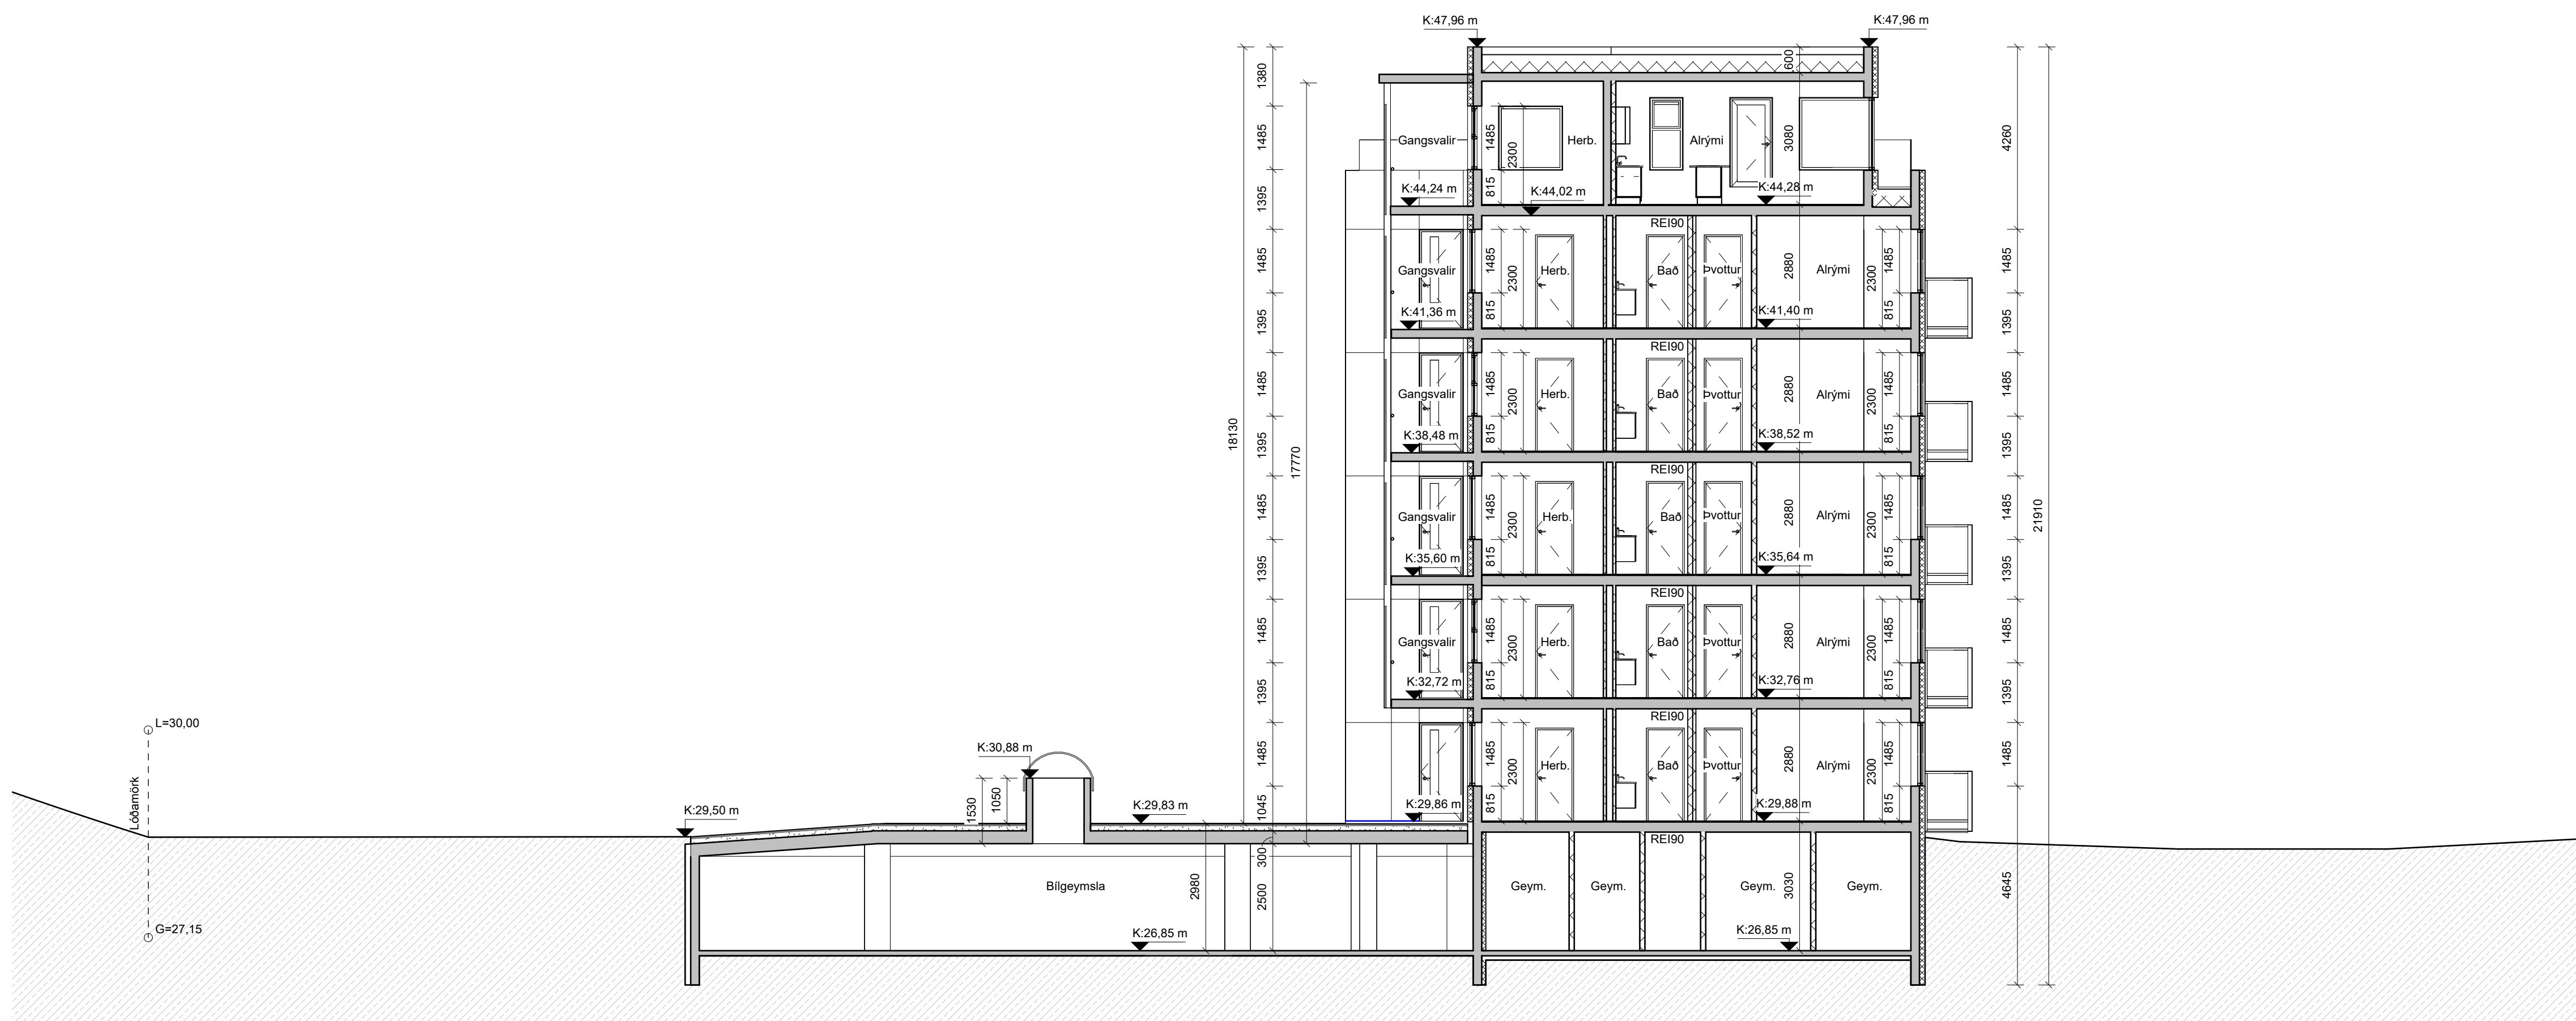 K:47,96 m
K:47,96 m
1380
600
1485
Gangsvalir
1485
2300
Herb.
Alrými
3080
4260
1395
K:44,24 m
815
K:44,02 m
K:44,28 m
REI90
1485
Gangsvalir
1485
2300
Herb.
Bað
Þvottur
2880
Alrými
2300
1485
1485
1395
K:41,36 m
815
K:41,40 m
815
1395
REI90
18130
17770
1485
Gangsvalir
1485
2300
Herb.
Bað
Þvottur
2880
Alrými
2300
1485
1485
1395
K:38,48 m
815
K:38,52 m
815
1395
REI90
1485
Gangsvalir
1485
2300
Herb.
Bað
Þvottur
2880
Alrými
2300
1485
1485
21910
1395
K:35,60 m
815
K:35,64 m
815
1395
REI90
1485
Gangsvalir
1485
2300
Herb.
Bað
Þvottur
2880
Alrými
2300
1485
1485
1395
K:32,72 m
815
K:32,76 m
815
1395
L=30,00
REI90
K:30,88 m
1485
1485
2300
Herb.
Bað
Þvottur
2880
Alrými
2300
1485
1485
Lóðamörk
K:29,50 m
1530
1050
K:29,83 m
1045
K:29,86 m
815
K:29,88 m
815
REI90
300
Bílgeymsla
2980
2500
Geym.
Geym.
Geym.
3030
Geym.
4645
G=27,15
K:26,85 m
K:26,85 m